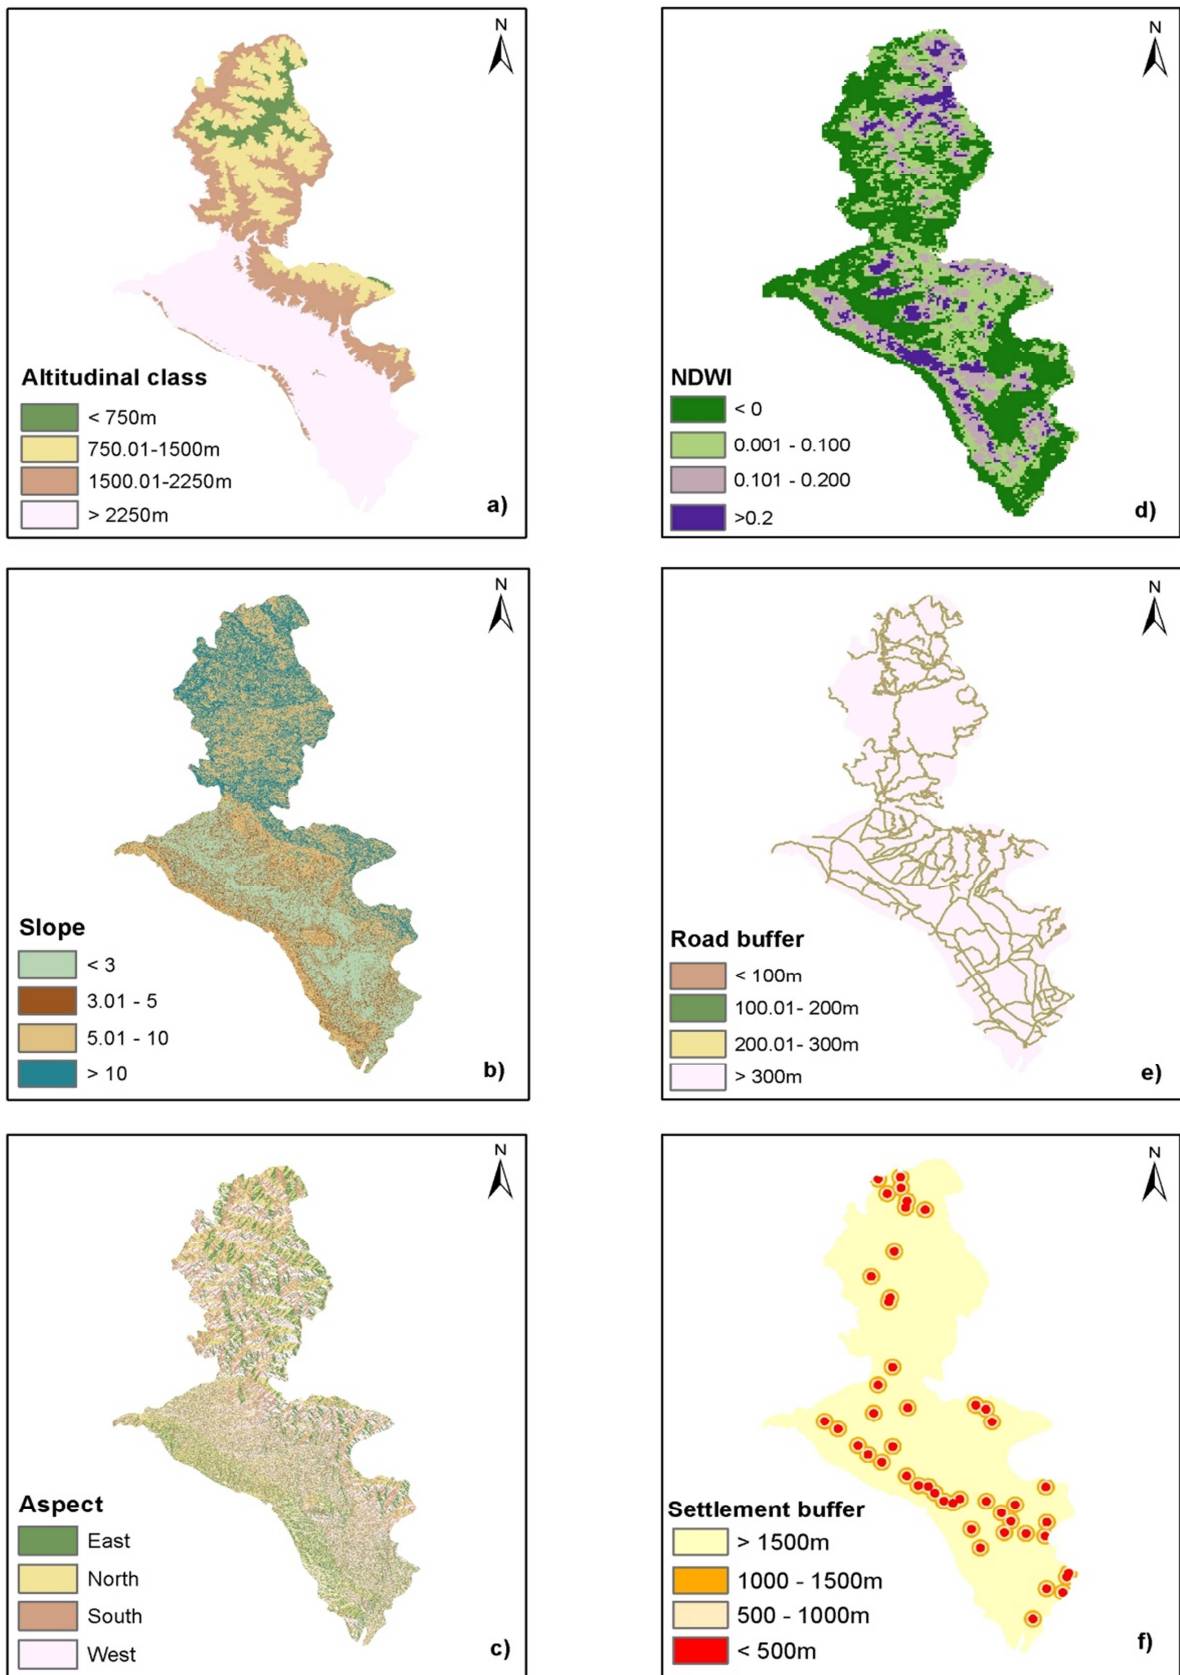 N
Altitudinal class
< 750m
750.01-1500m
1500.01-2250m
> 2250m
a)
N
NDWI
< 0
0.001 - 0.100
0.101 - 0.200
>0.2
d)
N
Slope
< 3
3.01 - 5
5.01 - 10
> 10
b)
N
Road buffer
< 100m
100.01- 200m
200.01- 300m
> 300m
e)
N
Aspect
East
North
South
West
c)
N
Settlement buffer
> 1500m
1000 - 1500m
500 - 1000m
< 500m
f)